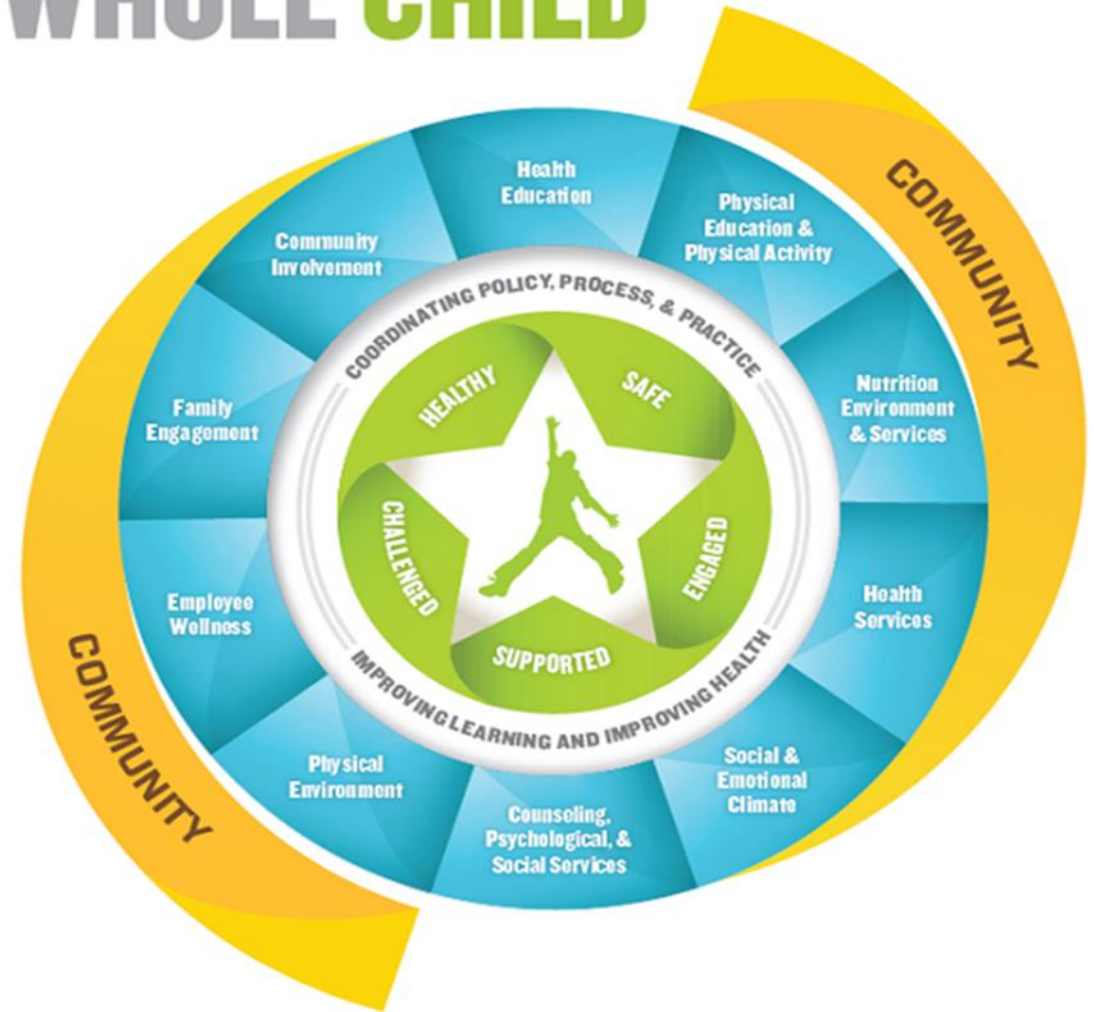 WHOLE CHILD
COMMUNITY
Health
Education
Physical
Education &
Physical Activity
Nutrition
Environment
& Services
Health
Services
Social &
Emotional
Climate
Counseling,
Psychological, &
Social Services
Physical
Environment
Employee
Wellness
Family
Engagement
Community
Involvement
COORDINATING POLICY, PROCESS, & PRACTICE
IMPROVING LEARNING AND IMPROVING HEALTH
HEALTHY
SAFE
ENGAGED
SUPPORTED
CHALLENGED
COMMUNITY